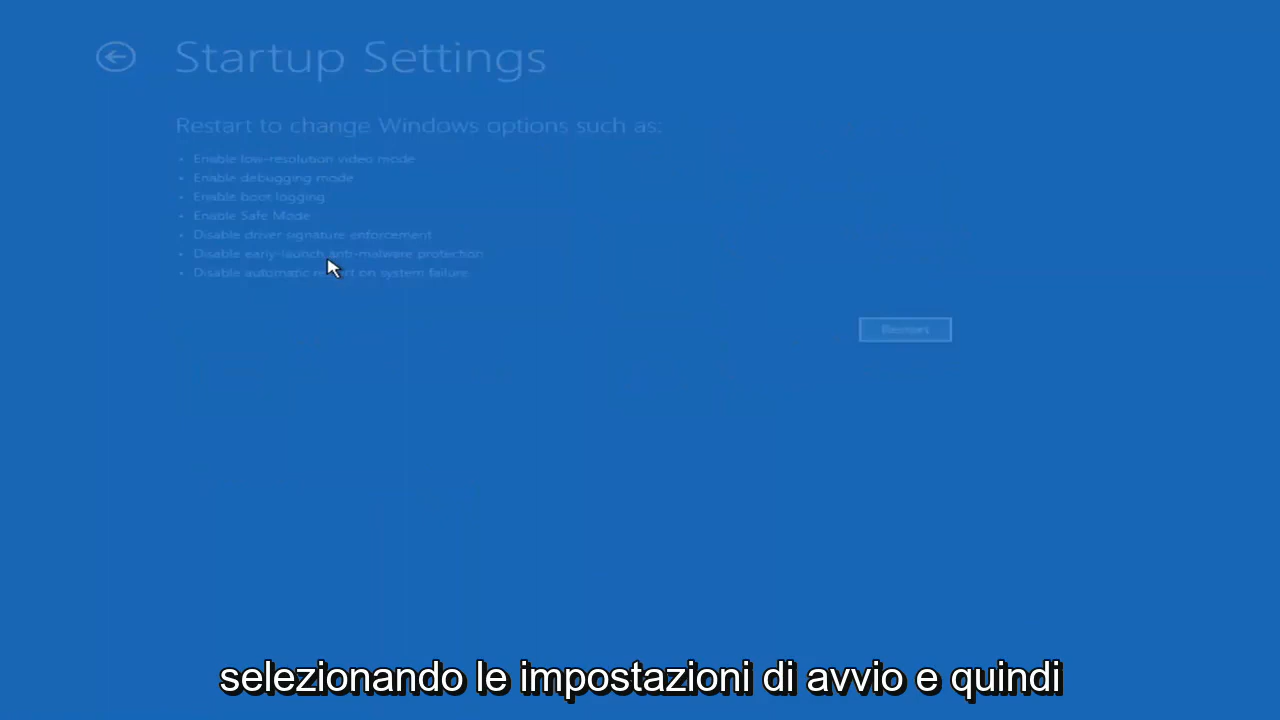 Startup Settings
Restart to change Windows options such as:
• Enable low-resolution video mode
• Enable debugging mode
• Enable boot logging
• Enable Safe Mode
• Disable driver signature enforcement
• Disable early-launch anti-malware protection
• Disable automatic restart on system failure
Restart
selezionando le impostazioni di avvio e quindi